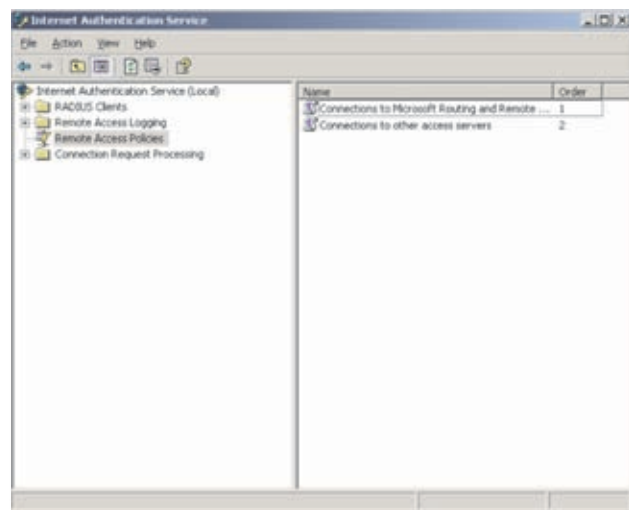 Internet Authentication Service
File Action View Help
Internet Authentication Service (Local)
RADIUS Clients
Remote Access Logging
Remote Access Policies
Connection Request Processing
Name Order
Connections to Microsoft Routing and Remote ... 1
Connections to other access servers 2